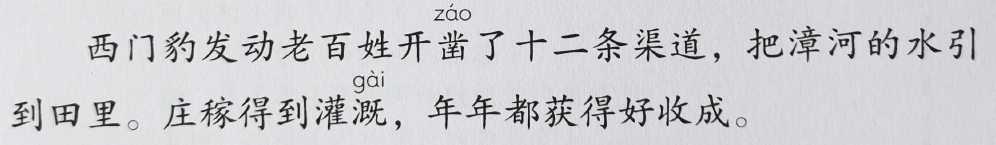 záo
西门豹发动老百姓开凿了十二条渠道，把漳河的水引
gài
到田里。庄稼得到灌溉，年年都获得好收成。